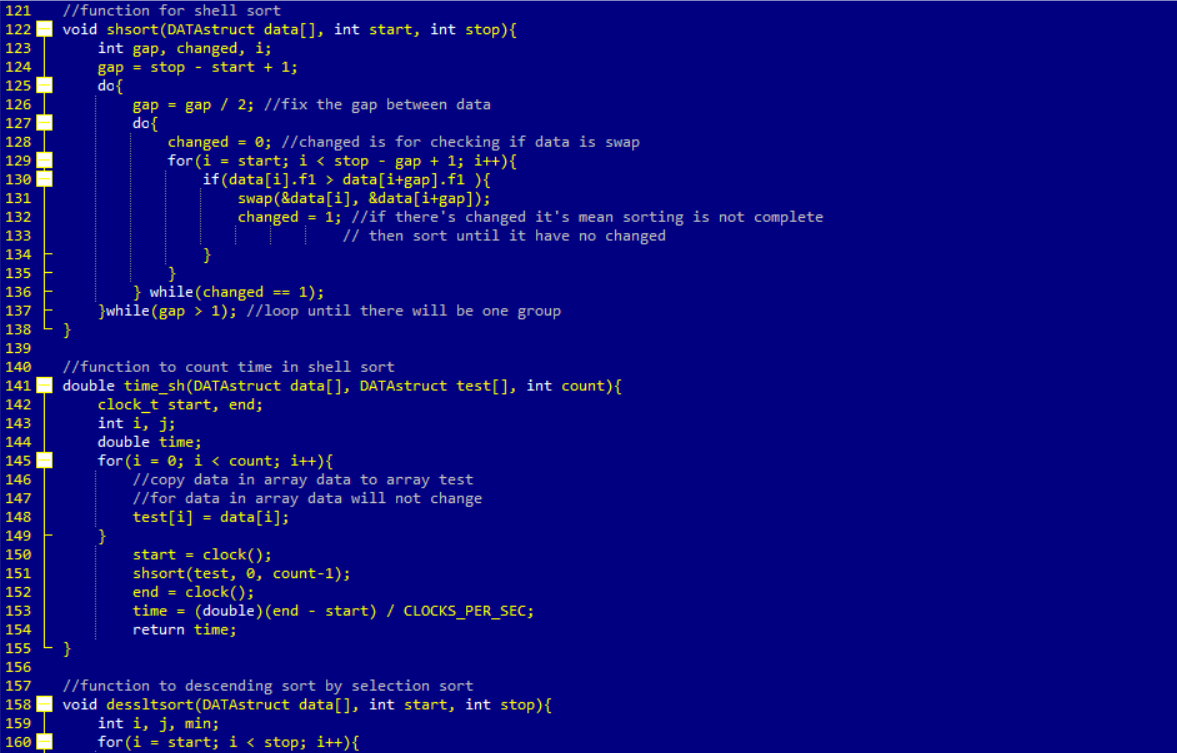 121 //function for shell sort
122 void shsort(DATAstruct data[], int start, int stop){
123     int gap, changed, i;
124     gap = stop - start + 1;
125     do{
126         gap = gap / 2; //fix the gap between data
127         do{
128             changed = 0; //changed is for checking if data is swap
129             for(i = start; i < stop - gap + 1; i++){
130                 if(data[i].f1 > data[i+gap].f1 ){
131                     swap(&data[i], &data[i+gap]);
132                     changed = 1; //if there's changed it's mean sorting is not complete
133                                 // then sort until it have no changed
134                 }
135             }
136         } while(changed == 1);
137     }while(gap > 1); //loop until there will be one group
138 }
139
140 //function to count time in shell sort
141 double time_sh(DATAstruct data[], DATAstruct test[], int count){
142     clock_t start, end;
143     int i, j;
144     double time;
145     for(i = 0; i < count; i++){
146         //copy data in array data to array test
147         //for data in array data will not change
148         test[i] = data[i];
149     }
150         start = clock();
151         shsort(test, 0, count-1);
152         end = clock();
153         time = (double)(end - start) / CLOCKS_PER_SEC;
154         return time;
155 }
156
157 //function to descending sort by selection sort
158 void dessltsort(DATAstruct data[], int start, int stop){
159     int i, j, min;
160     for(i = start; i < stop; i++){